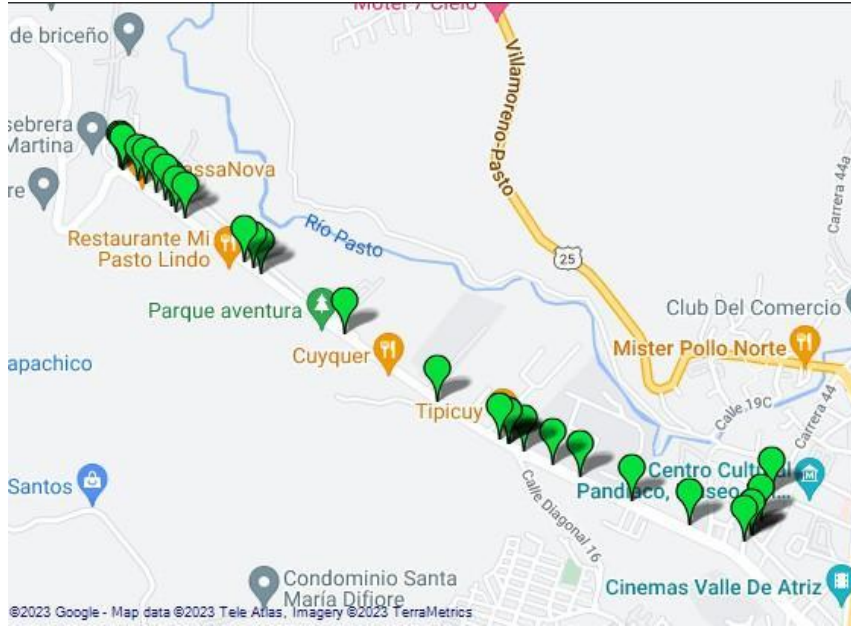 Motel 7 Cielo
de briceño
Villamoreno-Pasto
sebrera
Martina
assaNova
re
Río Pasto
Carrera 44a
Restaurante Mi
Pasto Lindo
25
Parque aventura
Club Del Comercio
Cuyquer
Mister Pollo Norte
apachico
Calle 19C
Carrera 44
Tipicuy
Centro Cultural
Pandiaco,
Santos
Calle Diagonal 16
Condominio Santa
María Difiore
Cinemas Valle De Atriz
©2023 Google - Map data ©2023 Tele Atlas, Imagery ©2023 TerraMetrics